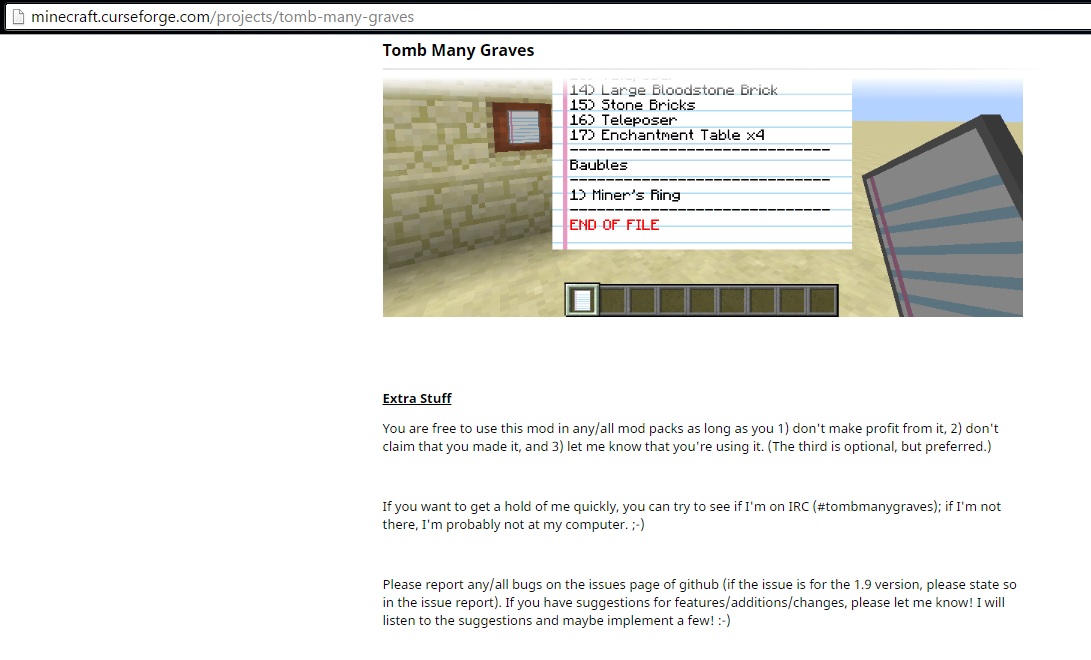 minecraft.curseforge.com/projects/tomb-many-graves
Tomb Many Graves
14) Large Bloodstone Brick
15) Stone Bricks
16) Teleposer
17) Enchantment Table x4
------------------------------
Baubles
------------------------------
1) Miner's Ring
------------------------------
END OF FILE
Extra Stuff
You are free to use this mod in any/all mod packs as long as you 1) don't make profit from it, 2) don't
claim that you made it, and 3) let me know that you're using it. (The third is optional, but preferred.)
If you want to get a hold of me quickly, you can try to see if I'm on IRC (#tombmanygraves); if I'm not
there, I'm probably not at my computer. ;-)
Please report any/all bugs on the issues page of github (if the issue is for the 1.9 version, please state so
in the issue report). If you have suggestions for features/additions/changes, please let me know! I will
listen to the suggestions and maybe implement a few! :-)